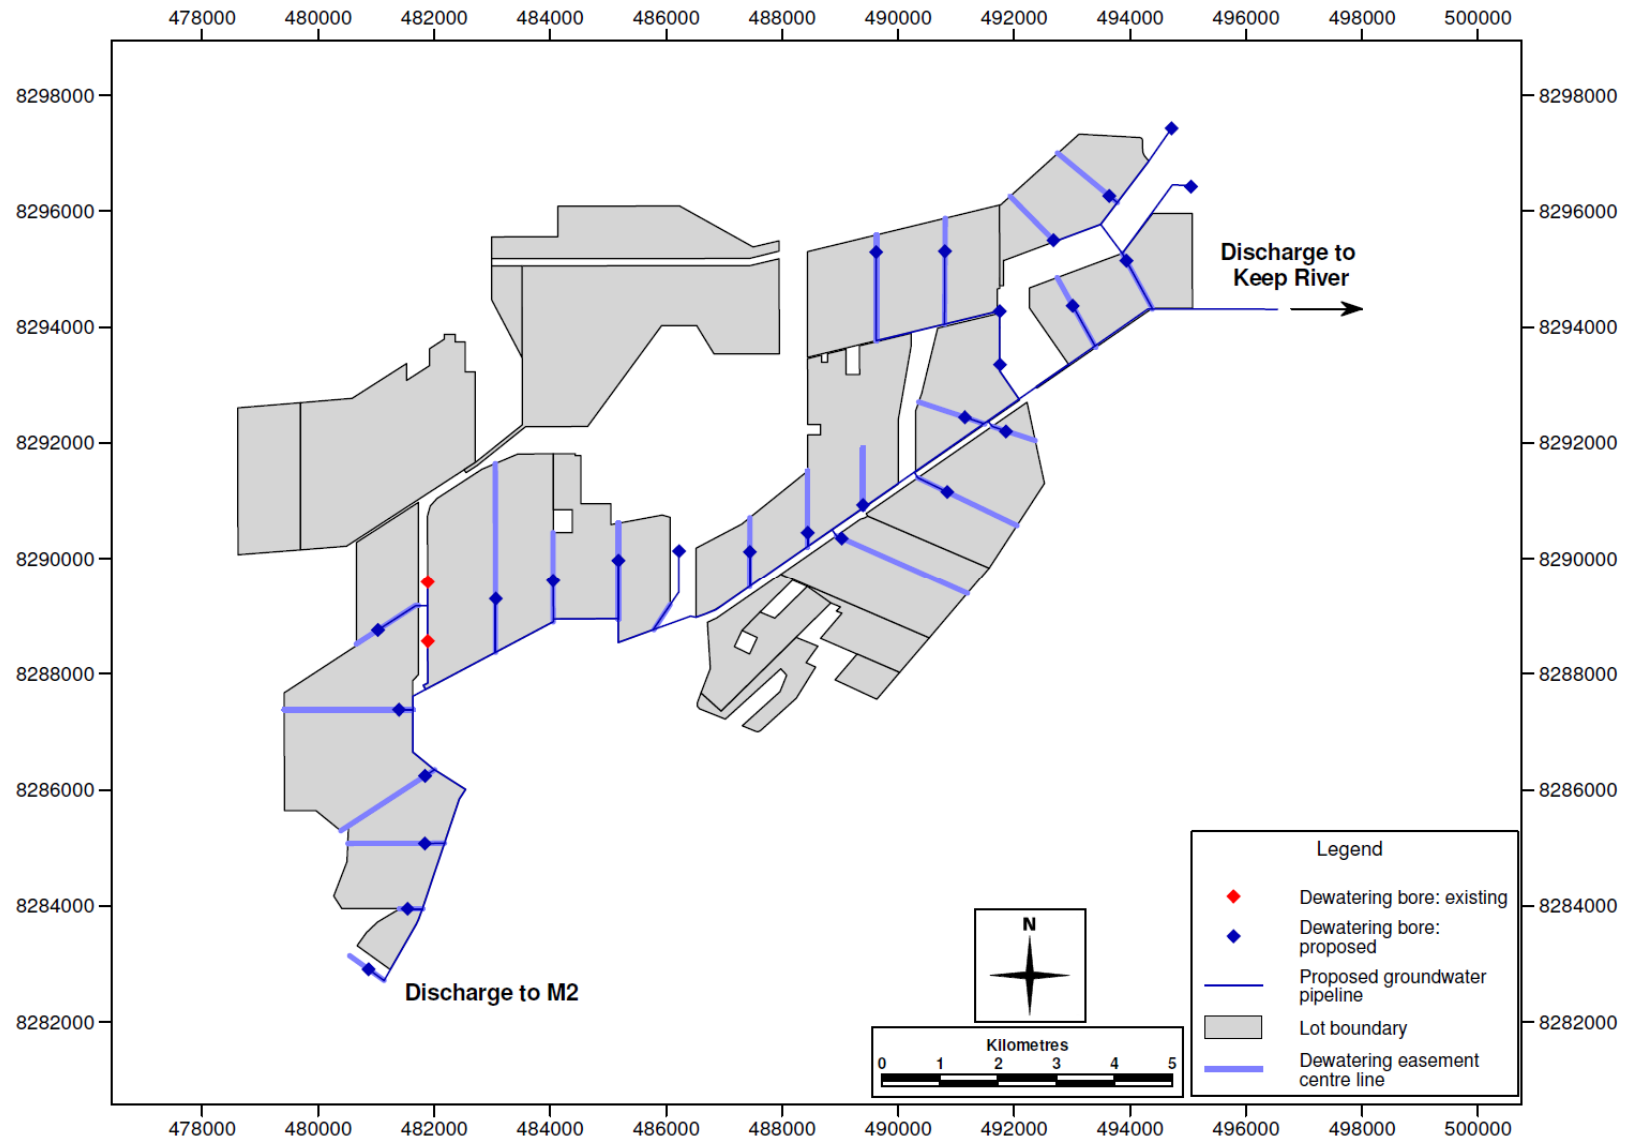 478000 480000 482000 484000 486000 488000 490000 492000 494000 496000 498000 500000
8298000 8298000
8296000 8296000
Discharge to
Keep River
8294000 8294000
8292000 8292000
8290000 8290000
8288000 8288000
8286000 8286000
8284000 8284000
8282000 8282000
Discharge to M2
N
Kilometres
0 1 2 3 4 5
Legend
Dewatering bore: existing
Dewatering bore:
proposed
Proposed groundwater
pipeline
Lot boundary
Dewatering easement
centre line
478000 480000 482000 484000 486000 488000 490000 492000 494000 496000 498000 500000